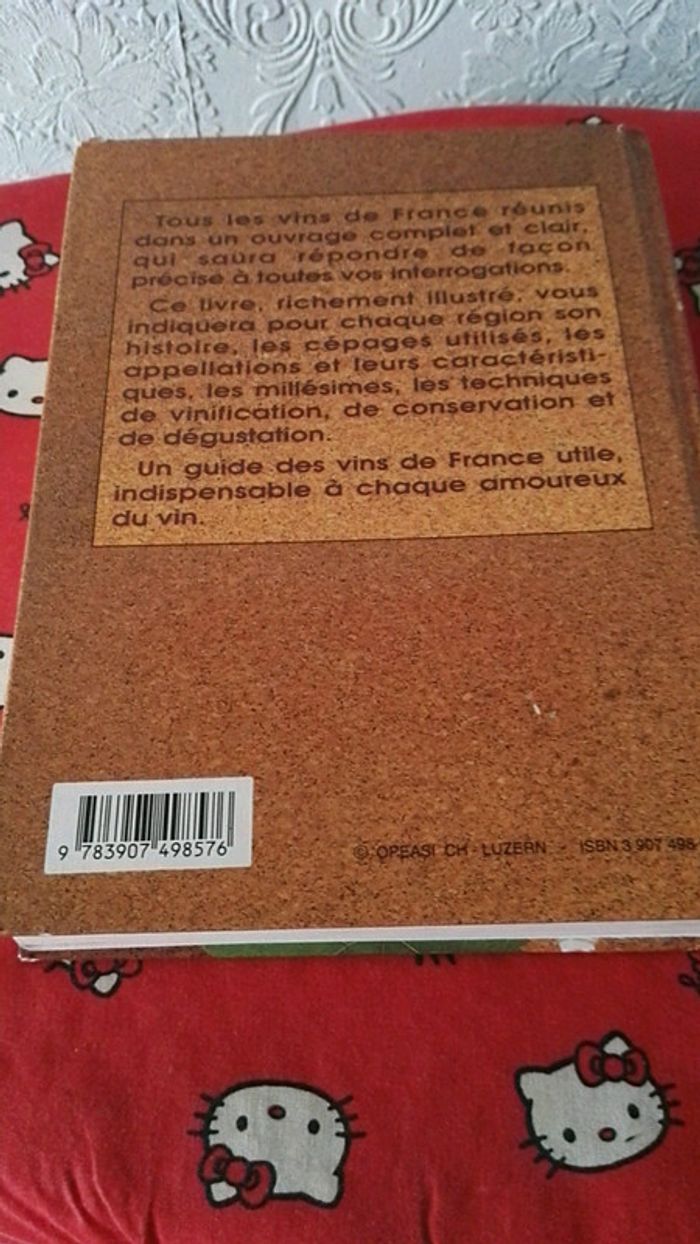 Tous les vins de France réunis
dans un ouvrage complet et clair,
qui saura répondre de façon
précise à toutes vos interrogations.
Ce livre, richement illustré, vous
indiquera pour chaque région son
histoire, les cépages utilisés, les
appellations et leurs caractéristi-
ques, les millésimes, les techniques
de vinification, de conservation et
de dégustation.
Un guide des vins de France utile,
indispensable à chaque amoureux
du vin.
9 783907 498576
© OPEASI CH - LUZERN - ISBN 3 907 498